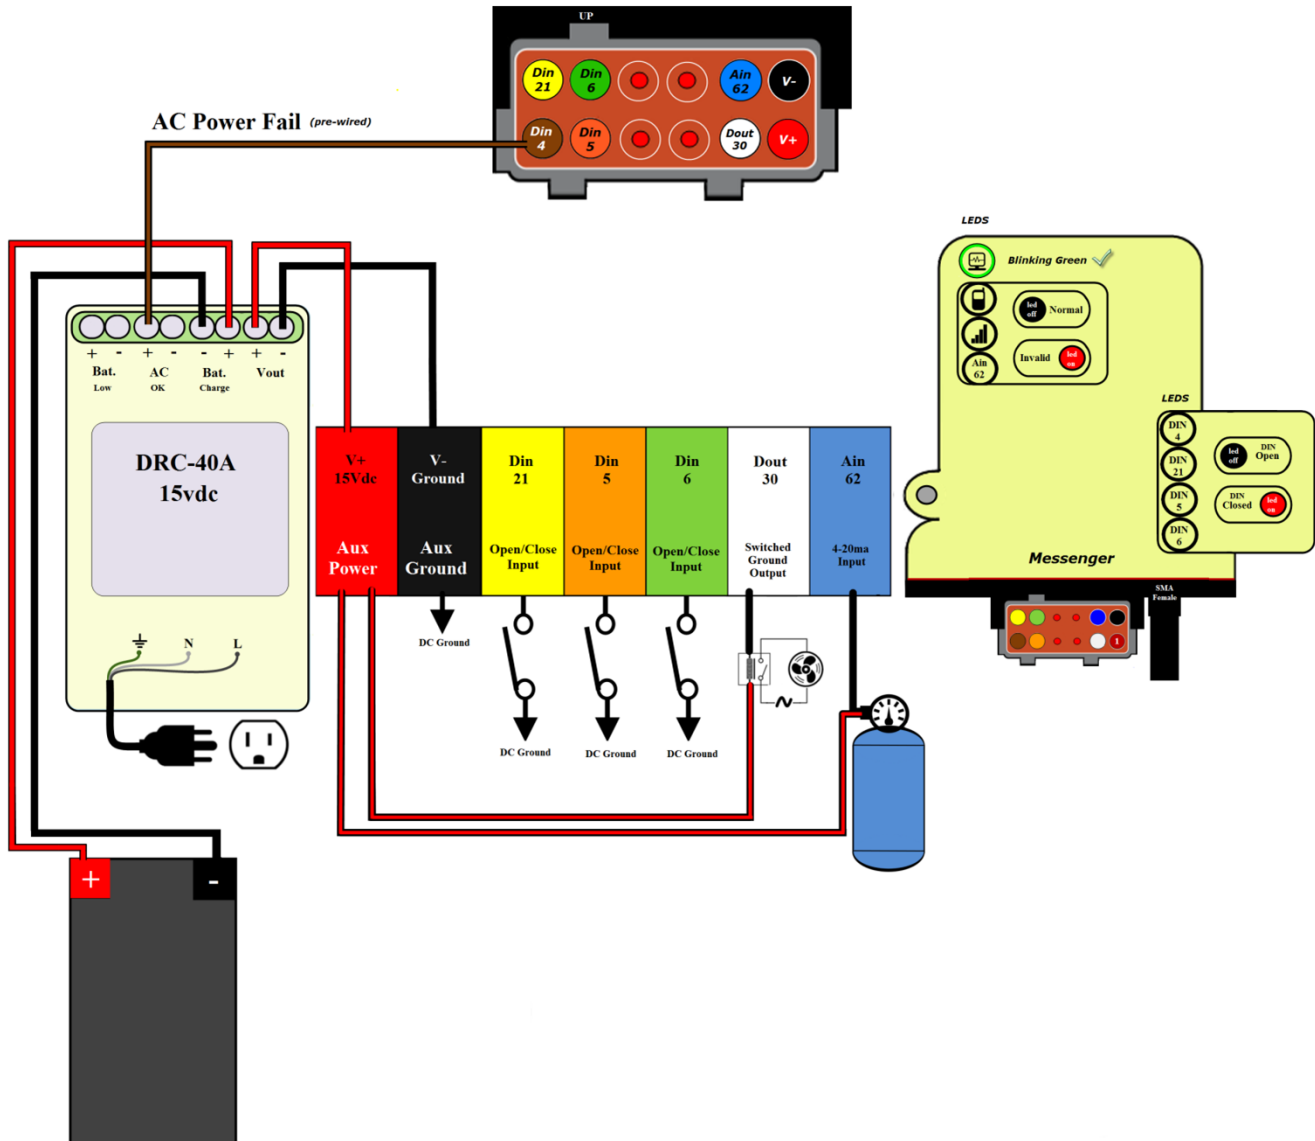 UP
Din
21
Din
6
Ain
62
V-
Din
4
Din
5
Dout
30
V+
AC Power Fail (pre-wired)
+ - + - - + + -
Bat.
Low
AC
OK
Bat.
Charge
Vout
DRC-40A
15vdc
N
L
+
-
V+
15Vdc
Aux
Power
V-
Ground
Aux
Ground
DC Ground
Din
21
Open/Close
Input
DC Ground
Din
5
Open/Close
Input
DC Ground
Din
6
Open/Close
Input
DC Ground
Dout
30
Switched
Ground
Output
Ain
62
4-20ma
Input
LEDS
Blinking Green
led
off
Normal
Invalid
led
on
Ain
62
LEDS
DIN
4
DIN
21
DIN
5
DIN
6
led
off
DIN
Open
DIN
Closed
led
on
Messenger
SMA
Female
1